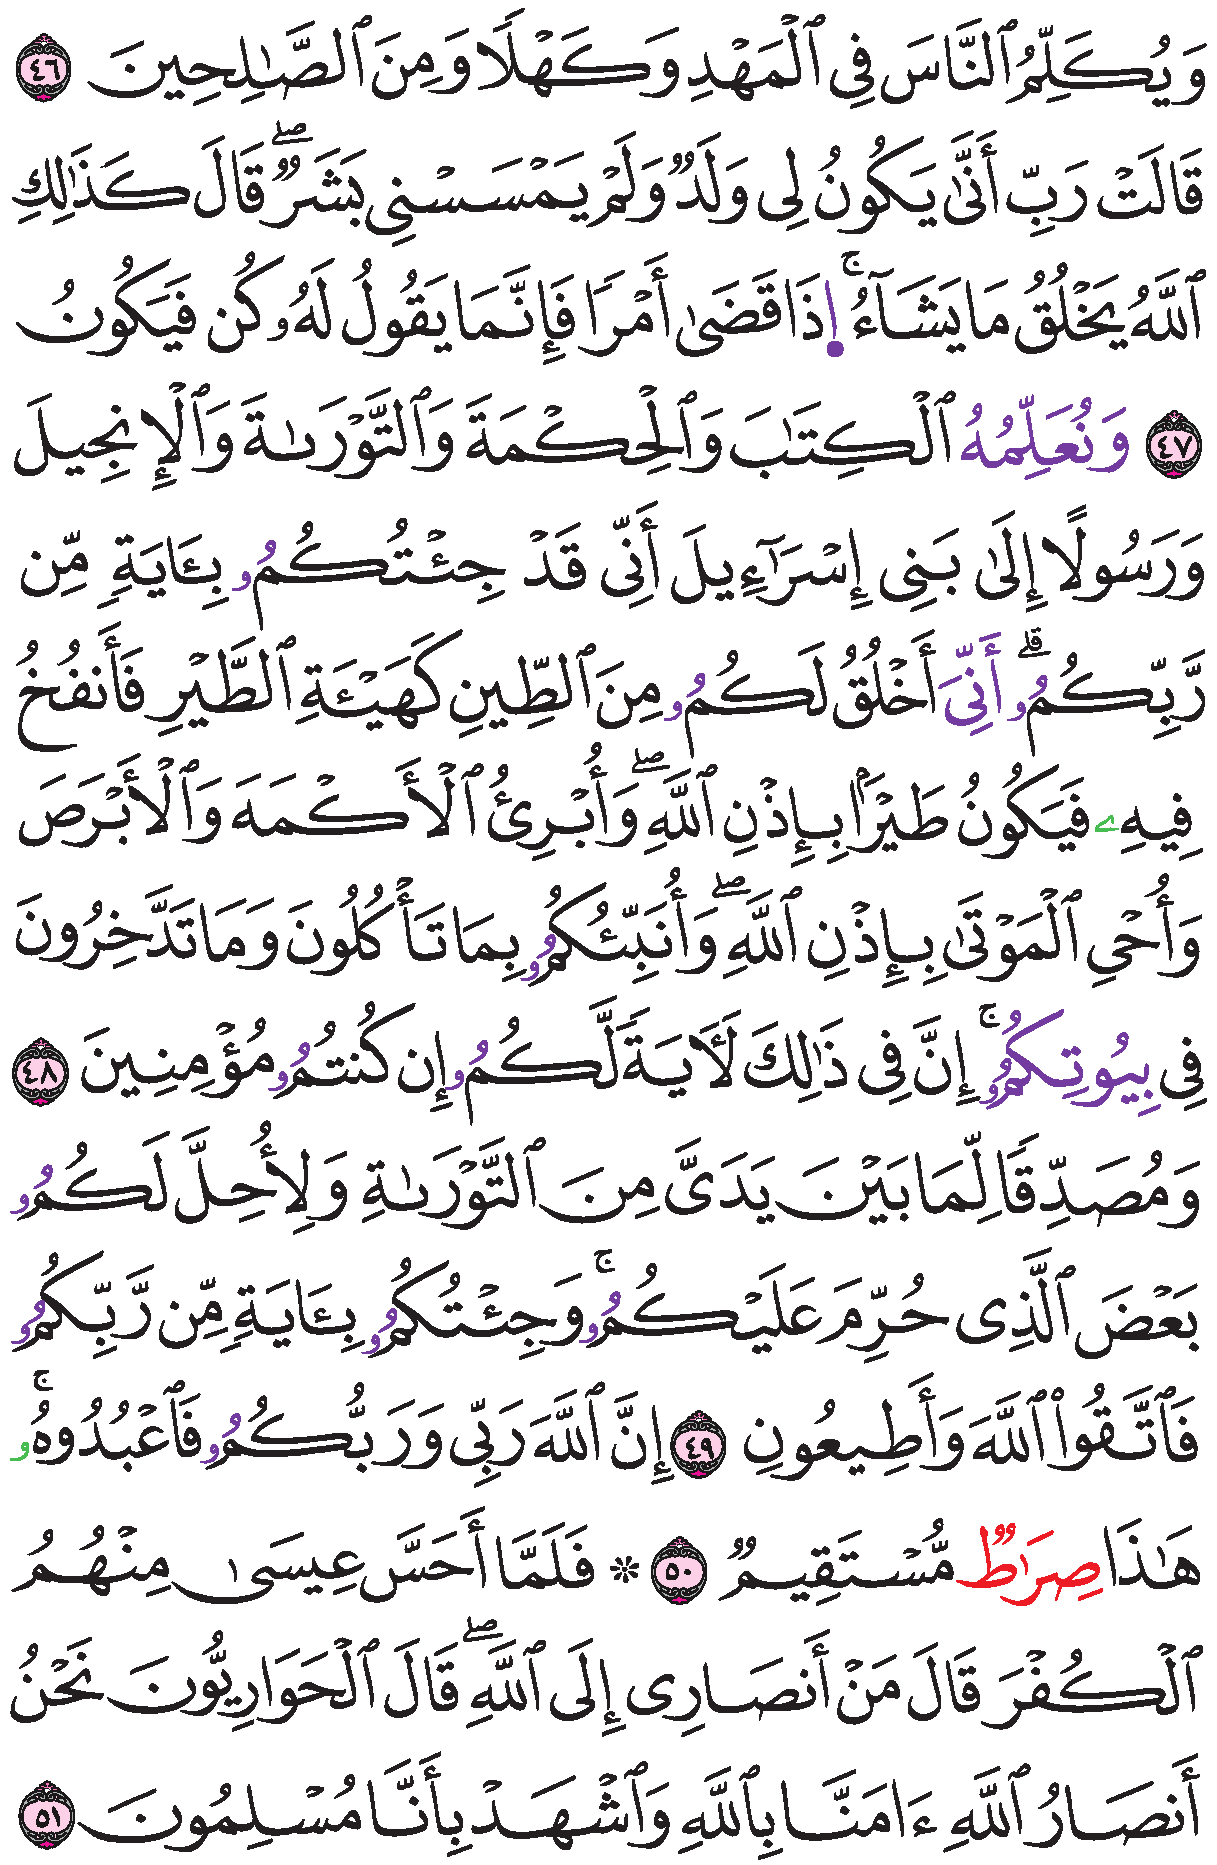 وَيُكَلِّمُ ٱلنَّاسَ فِي ٱلْمَهْدِ وَكَهْلًا وَمِنَ ٱلصَّٰلِحِينَ ٤٦
قَالَتْ رَبِّ أَنَّىٰ يَكُونُ لِي وَلَدٌ وَلَمْ يَمْسَسْنِي بَشَرٌ ۖ قَالَ كَذَٰلِكِ
ٱللَّهُ يَخْلُقُ مَا يَشَآءُ ۚ إِذَا قَضَىٰ أَمْرًا فَإِنَّمَا يَقُولُ لَهُۥ كُن فَيَكُونُ
٤٧ وَنُعَلِّمُهُ ٱلْكِتَٰبَ وَٱلْحِكْمَةَ وَٱلتَّوْرَىٰةَ وَٱلْإِنجِيلَ
وَرَسُولًا إِلَىٰ بَنِي إِسْرَٰٓءِيلَ أَنِّي قَدْ جِئْتُكُمُۥ بِـَٔايَةٍ مِّن
رَّبِّكُمُۥ ۖ أَنِّيَ أَخْلُقُ لَكُمُۥ مِنَ ٱلطِّينِ كَهَيْـَٔةِ ٱلطَّيْرِ فَأَنفُخُ
فِيهِۦ فَيَكُونُ طَيْرًۢا بِإِذْنِ ٱللَّهِ ۖ وَأُبْرِئُ ٱلْأَكْمَهَ وَٱلْأَبْرَصَ
وَأُحْيِ ٱلْمَوْتَىٰ بِإِذْنِ ٱللَّهِ ۖ وَأُنَبِّئُكُمُۥ بِمَا تَأْكُلُونَ وَمَا تَدَّخِرُونَ
فِي بِيُوتِكُمُۥ ۚ إِنَّ فِي ذَٰلِكَ لَأٓيَةً لَّكُمُۥ إِن كُنتُمُۥ مُؤْمِنِينَ ٤٨
وَمُصَدِّقًا لِّمَا بَيْنَ يَدَيَّ مِنَ ٱلتَّوْرَىٰةِ وَلِأُحِلَّ لَكُمُۥ
بَعْضَ ٱلَّذِي حُرِّمَ عَلَيْكُمُۥ ۚ وَجِئْتُكُمُۥ بِـَٔايَةٍ مِّن رَّبِّكُمُۥ
فَٱتَّقُوا۟ ٱللَّهَ وَأَطِيعُونِ ٤٩ إِنَّ ٱللَّهَ رَبِّي وَرَبُّكُمُۥ فَٱعْبُدُوهُۥ ۚ
هَٰذَا صِرَٰطٌ مُّسْتَقِيمٌ ٥٠ ۞ فَلَمَّا أَحَسَّ عِيسَىٰ مِنْهُمُ
ٱلْكُفْرَ قَالَ مَنْ أَنصَارِي إِلَى ٱللَّهِ ۖ قَالَ ٱلْحَوَارِيُّونَ نَحْنُ
أَنصَارُ ٱللَّهِ ءَامَنَّا بِٱللَّهِ وَٱشْهَدْ بِأَنَّا مُسْلِمُونَ ٥١